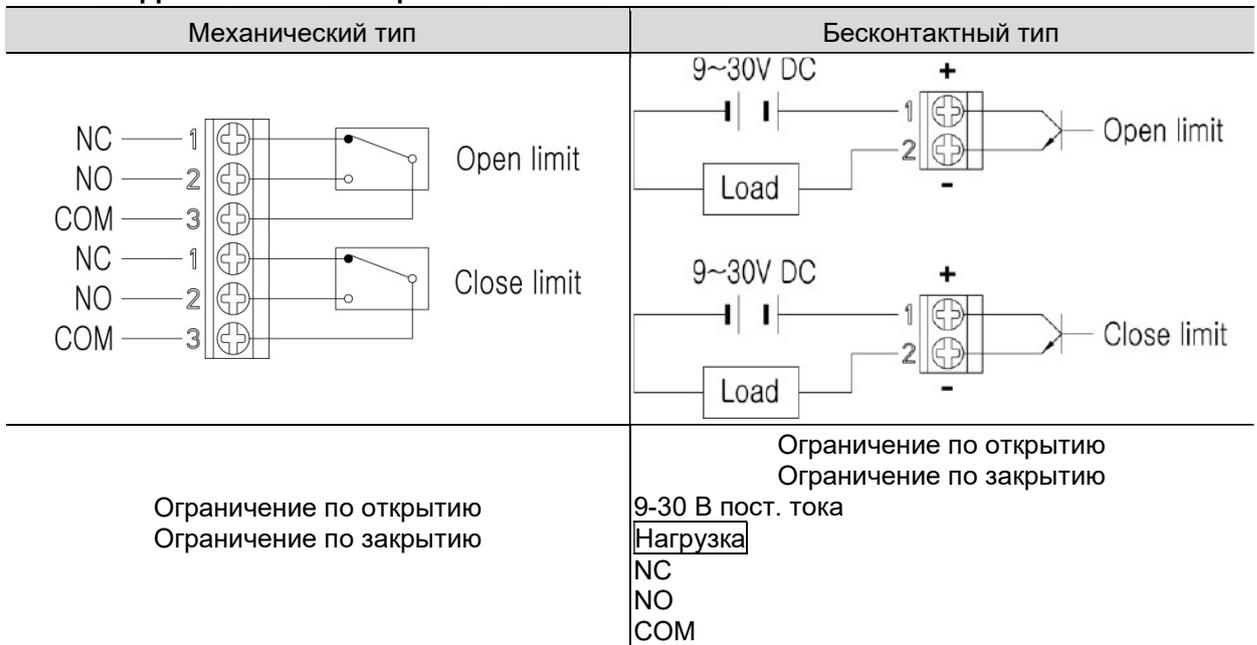 Механический тип
Бесконтактный тип
NC 1
NO 2
COM 3
Open limit
NC 1
NO 2
COM 3
Close limit
9~30V DC
+
1
2
-
Load
Open limit
9~30V DC
+
1
2
-
Load
Close limit
Ограничение по открытию
Ограничение по закрытию
Ограничение по открытию
Ограничение по закрытию
9-30 В пост. тока
Нагрузка
NC
NO
COM